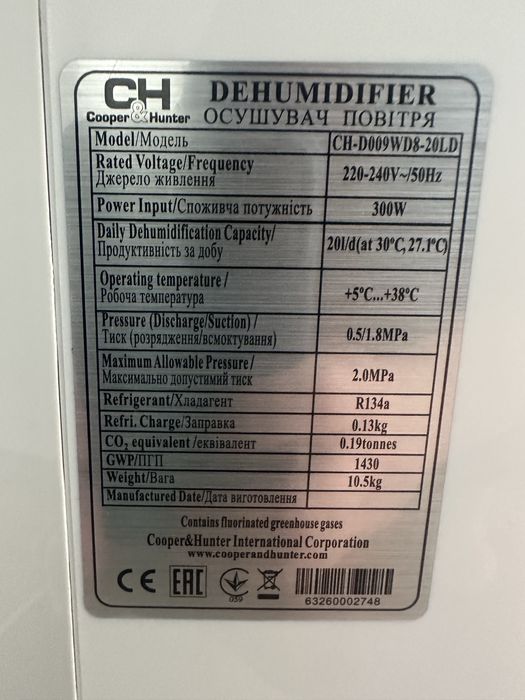 CH DEHUMIDIFIER
Cooper&Hunter ОСУШУВАЧ ПОВІТРЯ
Model/Модель CH-D009WD8-20LD
Rated Voltage/Frequency
Джерело живлення 220-240V~/50Hz
Power Input/Споживча потужність 300W
Daily Dehumidification Capacity/
Продуктивність за добу 20l/d(at 30°C, 27.1°C)
Operating temperature /
Робоча температура +5°C...+38°C
Pressure (Discharge/Suction) /
Тиск (розрядження/всмоктування) 0.5/1.8MPa
Maximum Allowable Pressure /
Максимально допустимий тиск 2.0MPa
Refrigerant/Хладагент R134a
Refri. Charge/Заправка 0.13kg
CO₂ equivalent /еквівалент 0.19tonnes
GWP/ПГП 1430
Weight/Вага 10.5kg
Manufactured Date/Дата виготовлення
Contains fluorinated greenhouse gases
Cooper&Hunter International Corporation
www.cooperandhunter.com
CE EAC 039
63260002748